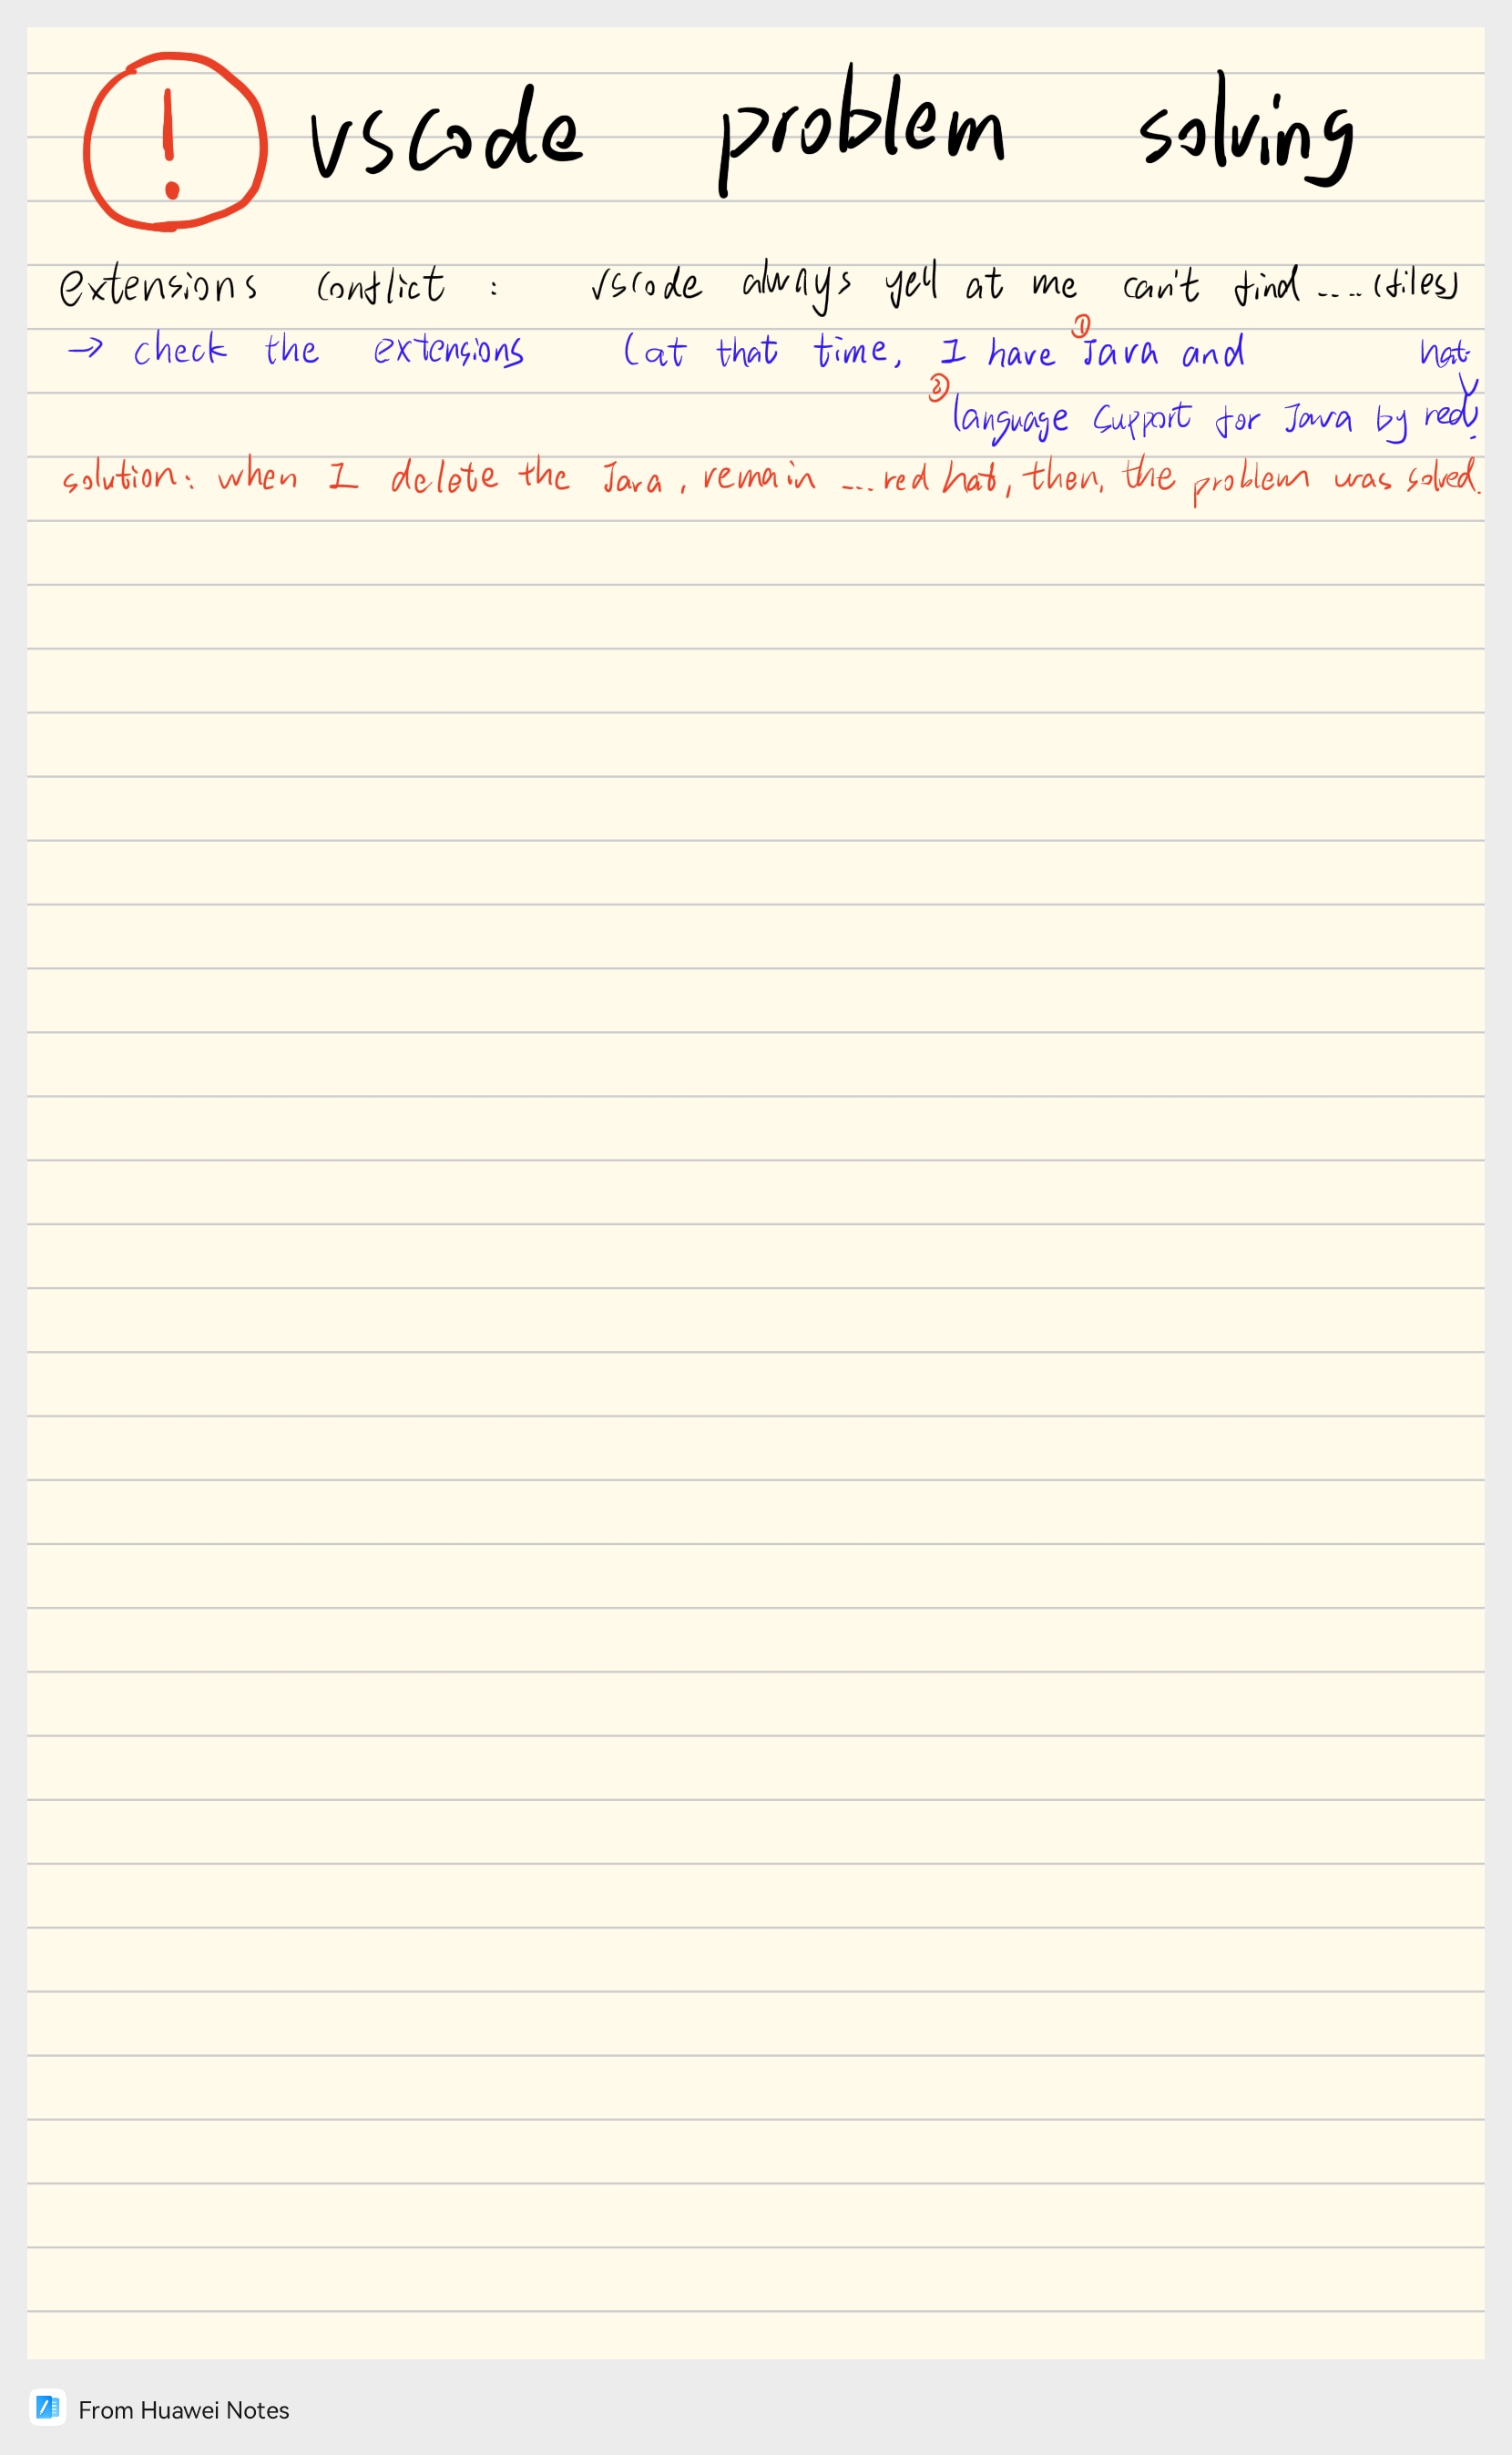 ! vscode problem solving
extensions conflict : vscode always yell at me can't find ..... (files)
→ check the extensions (at that time, I have ① Java and
② language support for Java by red hat.
solution: when I delete the Java, remain .... red hat, then, the problem was solved.
From Huawei Notes